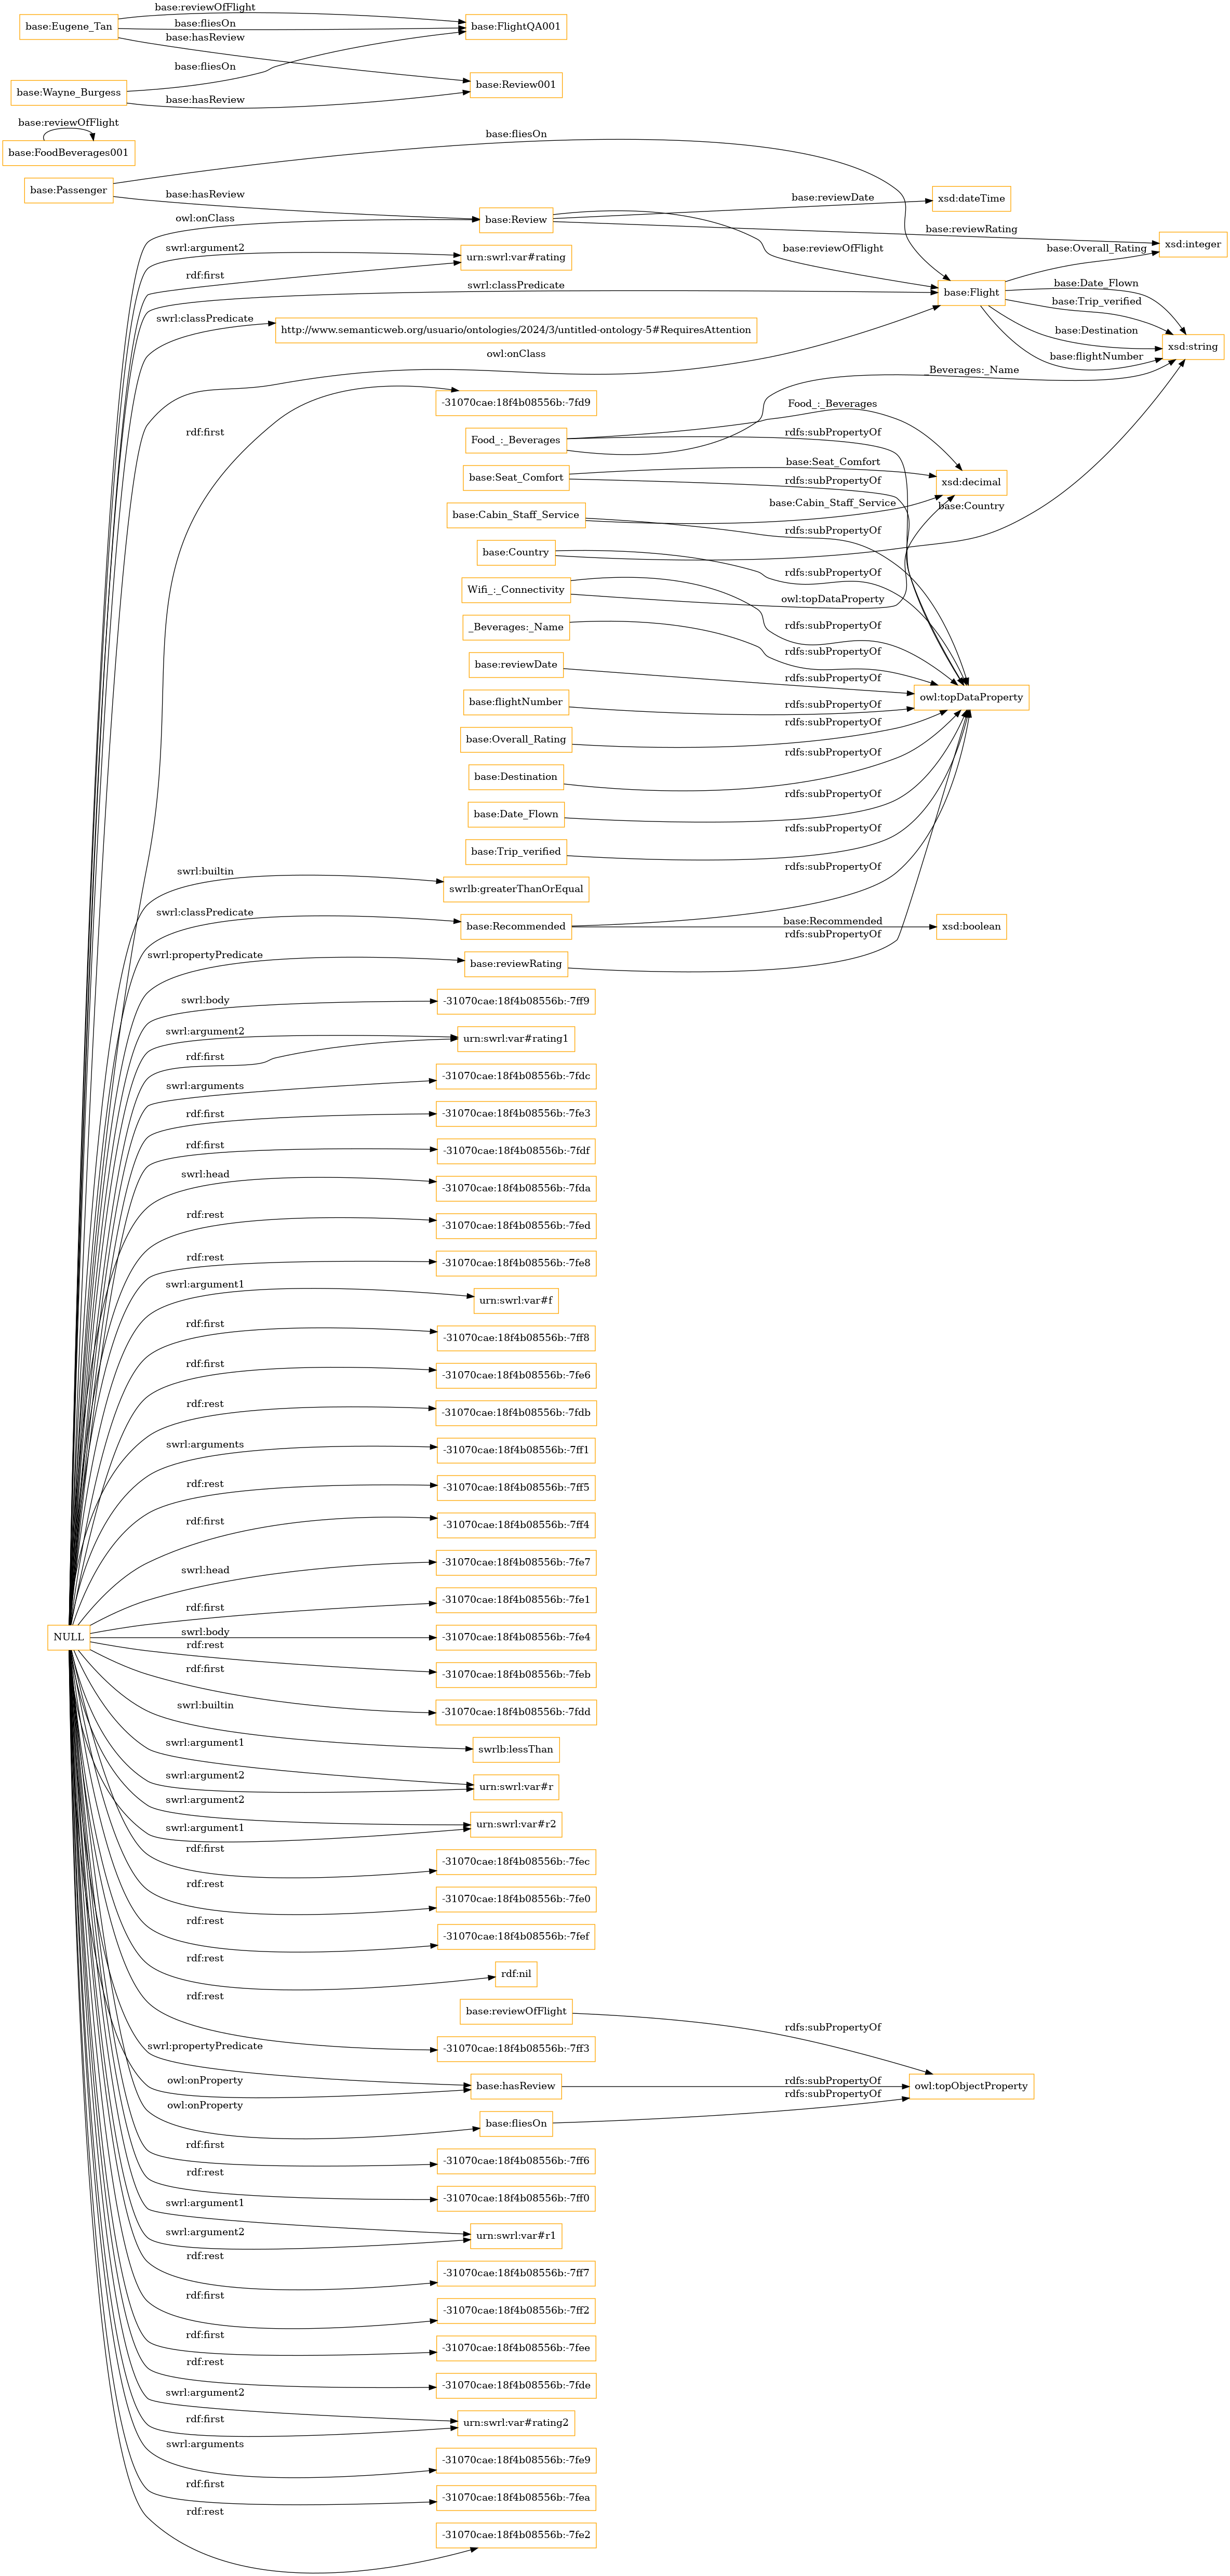 base:reviewOfFlight
base:Eugene_Tan
base:fliesOn
base:FlightQA001
base:hasReview
base:fliesOn
base:Review001
base:Wayne_Burgess
base:hasReview
base:reviewOfFlight
base:FoodBeverages001
base:fliesOn
base:Passenger
base:hasReview
base:reviewDate
xsd:dateTime
owl:onClass
base:Review
base:reviewRating
xsd:integer
swrl:argument2
urn:swrl:var#rating
base:reviewOfFlight
base:Overall_Rating
rdf:first
swrl:classPredicate
base:Flight
base:Date_Flown
base:Trip_verified
swrl:classPredicate
http://www.semanticweb.org/usuario/ontologies/2024/3/untitled-ontology-5#RequiresAttention
base:Destination
xsd:string
owl:onClass
base:flightNumber
_Beverages:_Name
-31070cae:18f4b08556b:-7fd9
Food_:_Beverages
rdf:first
Food_:_Beverages
rdfs:subPropertyOf
base:Seat_Comfort
base:Seat_Comfort
rdfs:subPropertyOf
xsd:decimal
base:Cabin_Staff_Service
base:Country
base:Cabin_Staff_Service
rdfs:subPropertyOf
base:Country
rdfs:subPropertyOf
Wifi_:_Connectivity
owl:topDataProperty
_Beverages:_Name
rdfs:subPropertyOf
rdfs:subPropertyOf
base:reviewDate
rdfs:subPropertyOf
owl:topDataProperty
base:flightNumber
rdfs:subPropertyOf
base:Overall_Rating
rdfs:subPropertyOf
base:Destination
rdfs:subPropertyOf
base:Date_Flown
rdfs:subPropertyOf
base:Trip_verified
rdfs:subPropertyOf
swrl:builtin
swrlb:greaterThanOrEqual
rdfs:subPropertyOf
swrl:classPredicate
base:Recommended
base:Recommended
xsd:boolean
rdfs:subPropertyOf
swrl:propertyPredicate
base:reviewRating
swrl:body
-31070cae:18f4b08556b:-7ff9
swrl:argument2
urn:swrl:var#rating1
rdf:first
swrl:arguments
-31070cae:18f4b08556b:-7fdc
rdf:first
-31070cae:18f4b08556b:-7fe3
rdf:first
-31070cae:18f4b08556b:-7fdf
swrl:head
-31070cae:18f4b08556b:-7fda
rdf:rest
-31070cae:18f4b08556b:-7fed
rdf:rest
-31070cae:18f4b08556b:-7fe8
swrl:argument1
urn:swrl:var#f
rdf:first
-31070cae:18f4b08556b:-7ff8
rdf:first
-31070cae:18f4b08556b:-7fe6
rdf:rest
-31070cae:18f4b08556b:-7fdb
swrl:arguments
-31070cae:18f4b08556b:-7ff1
rdf:rest
-31070cae:18f4b08556b:-7ff5
rdf:first
-31070cae:18f4b08556b:-7ff4
swrl:head
-31070cae:18f4b08556b:-7fe7
rdf:first
-31070cae:18f4b08556b:-7fe1
NULL
swrl:body
-31070cae:18f4b08556b:-7fe4
rdf:rest
-31070cae:18f4b08556b:-7feb
rdf:first
-31070cae:18f4b08556b:-7fdd
swrl:builtin
swrlb:lessThan
swrl:argument1
swrl:argument2
urn:swrl:var#r
swrl:argument2
urn:swrl:var#r2
swrl:argument1
rdf:first
-31070cae:18f4b08556b:-7fec
rdf:rest
-31070cae:18f4b08556b:-7fe0
rdf:rest
-31070cae:18f4b08556b:-7fef
rdf:rest
rdf:nil
rdf:rest
base:reviewOfFlight
rdfs:subPropertyOf
-31070cae:18f4b08556b:-7ff3
swrl:propertyPredicate
base:hasReview
rdfs:subPropertyOf
owl:topObjectProperty
owl:onProperty
rdfs:subPropertyOf
owl:onProperty
base:fliesOn
rdf:first
-31070cae:18f4b08556b:-7ff6
rdf:rest
-31070cae:18f4b08556b:-7ff0
swrl:argument1
urn:swrl:var#r1
swrl:argument2
rdf:rest
-31070cae:18f4b08556b:-7ff7
rdf:first
-31070cae:18f4b08556b:-7ff2
rdf:first
-31070cae:18f4b08556b:-7fee
rdf:rest
-31070cae:18f4b08556b:-7fde
swrl:argument2
urn:swrl:var#rating2
rdf:first
swrl:arguments
-31070cae:18f4b08556b:-7fe9
rdf:first
-31070cae:18f4b08556b:-7fea
rdf:rest
-31070cae:18f4b08556b:-7fe2